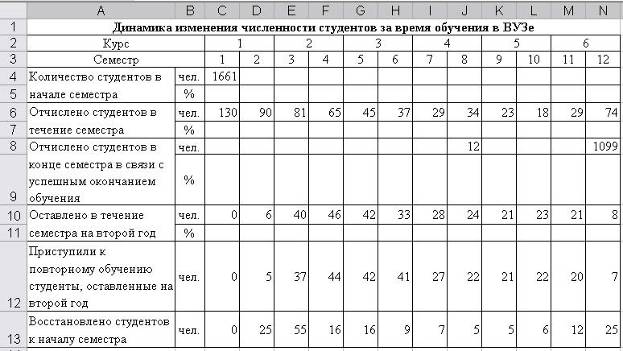 A B C D E F G H I J K L M N
1 Динамика изменения численности студентов за время обучения в ВУЗе
2 Курс 1 2 3 4 5 6
3 Семестр 1 2 3 4 5 6 7 8 9 10 11 12
4 Количество студентов в чел. 1661
5 начале семестра %
6 Отчислено студентов в чел. 130 90 81 65 45 37 29 34 23 18 29 74
7 течение семестра %
8 Отчислено студентов в чел. 12 1099
конце семестра в связи с
успешным окончанием %
9 обучения
10 Оставлено в течение чел. 0 6 40 46 42 33 28 24 21 23 21 8
11 семестра на второй год %
Приступили к
повторному обучению
студенты, оставленные на чел. 0 5 37 44 42 41 27 22 21 22 20 7
12 второй год
Восстановлено студентов чел. 0 25 55 16 16 9 7 5 5 6 12 25
13 к началу семестра